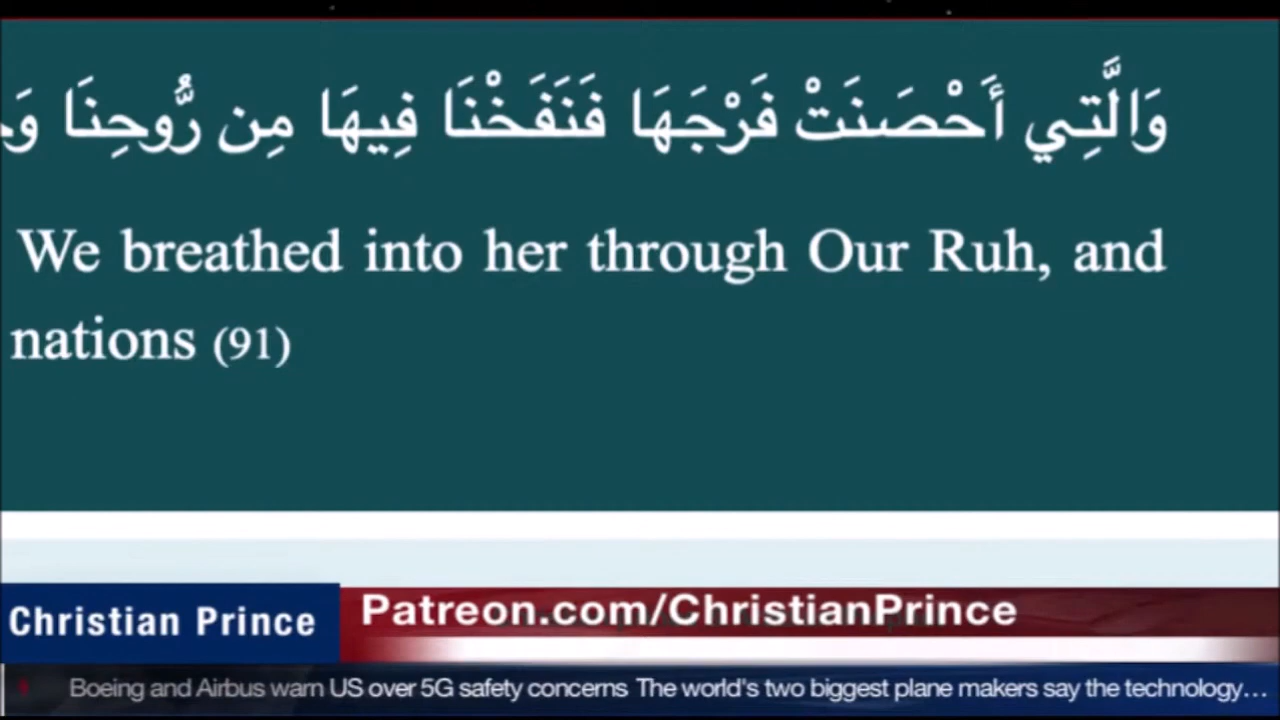 وَالَّتِي أَحْصَنَتْ فَرْجَهَا فَنَفَخْنَا فِيهَا مِن رُّوحِنَا
We breathed into her through Our Ruh, and
nations (91)
Christian Prince
Patreon.com/ChristianPrince
Boeing and Airbus warn US over 5G safety concerns The world's two biggest plane makers say the technology…